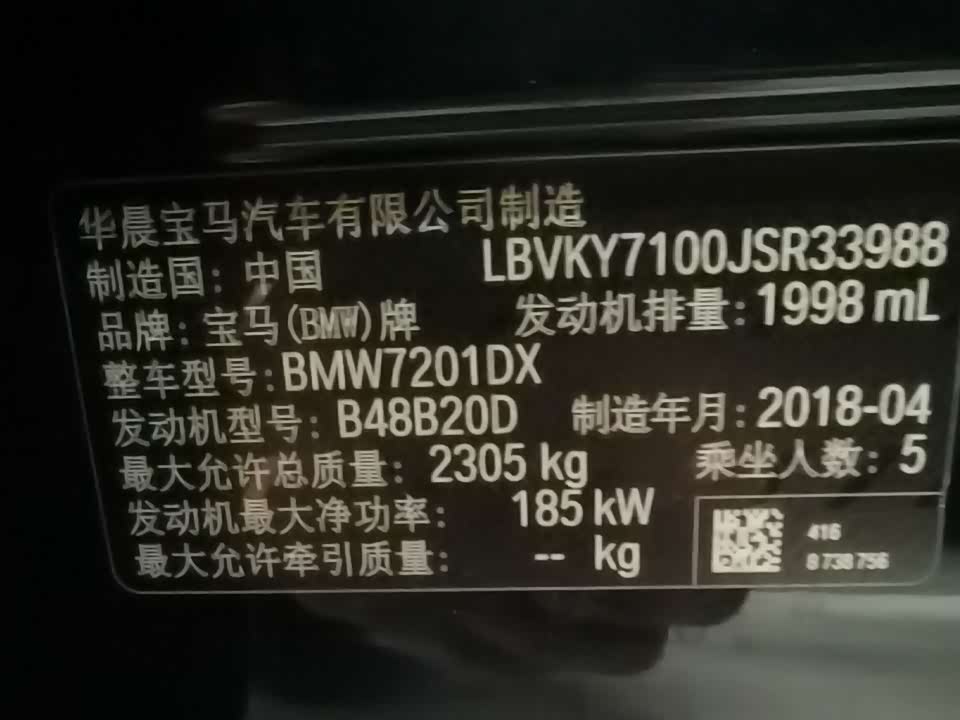 华晨宝马汽车有限公司制造
制造国：中国 LBVKY7100JSR33988
品牌：宝马(BMW)牌 发动机排量：1998 mL
整车型号：BMW7201DX
发动机型号：B48B20D 制造年月：2018-04
最大允许总质量：2305 kg 乘坐人数：5
发动机最大净功率：185 kW
最大允许牵引质量：-- kg
416
8738756